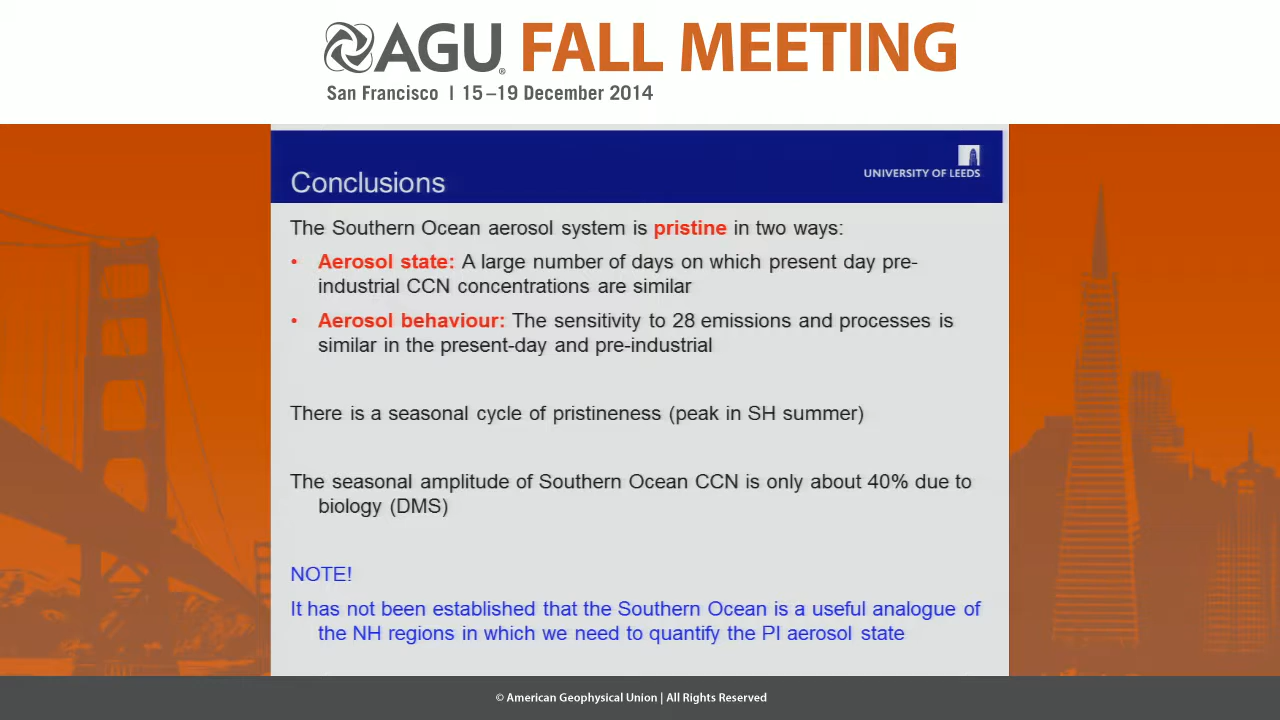 AGU FALL MEETING
San Francisco | 15–19 December 2014
Conclusions
UNIVERSITY OF LEEDS
The Southern Ocean aerosol system is pristine in two ways:
• Aerosol state: A large number of days on which present day pre-
industrial CCN concentrations are similar
• Aerosol behaviour: The sensitivity to 28 emissions and processes is
similar in the present-day and pre-industrial
There is a seasonal cycle of pristineness (peak in SH summer)
The seasonal amplitude of Southern Ocean CCN is only about 40% due to
biology (DMS)
NOTE!
It has not been established that the Southern Ocean is a useful analogue of
the NH regions in which we need to quantify the PI aerosol state
© American Geophysical Union | All Rights Reserved